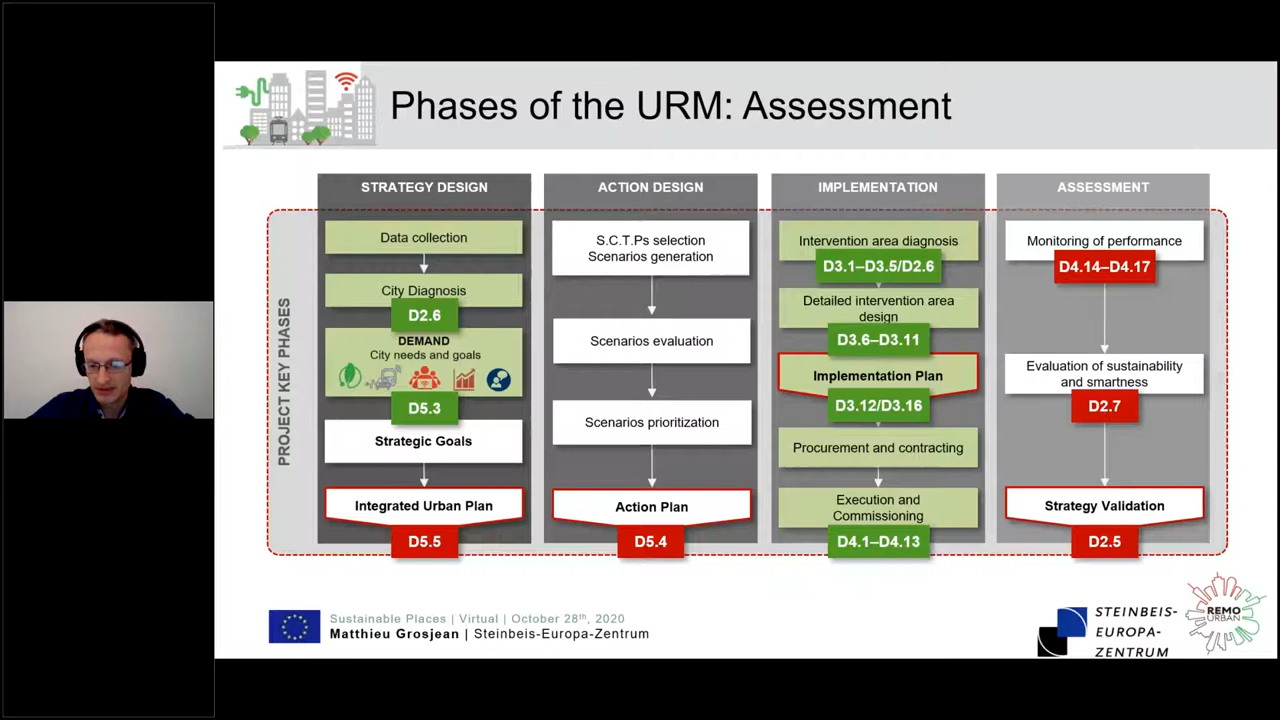 Phases of the URM: Assessment
PROJECT KEY PHASES
STRATEGY DESIGN
Data collection
City Diagnosis
D2.6
DEMAND
City needs and goals
D5.3
Strategic Goals
Integrated Urban Plan
D5.5
ACTION DESIGN
S.C.T.Ps selection
Scenarios generation
Scenarios evaluation
Scenarios prioritization
Action Plan
D5.4
IMPLEMENTATION
Intervention area diagnosis
D3.1–D3.5/D2.6
Detailed intervention area
design
D3.6–D3.11
Implementation Plan
D3.12/D3.16
Procurement and contracting
Execution and
Commissioning
D4.1–D4.13
ASSESSMENT
Monitoring of performance
D4.14–D4.17
Evaluation of sustainability
and smartness
D2.7
Strategy Validation
D2.5
Sustainable Places | Virtual | October 28th, 2020
Matthieu Grosjean | Steinbeis-Europa-Zentrum
STEINBEIS-
EUROPA-
ZENTRUM
REMO
URBAN